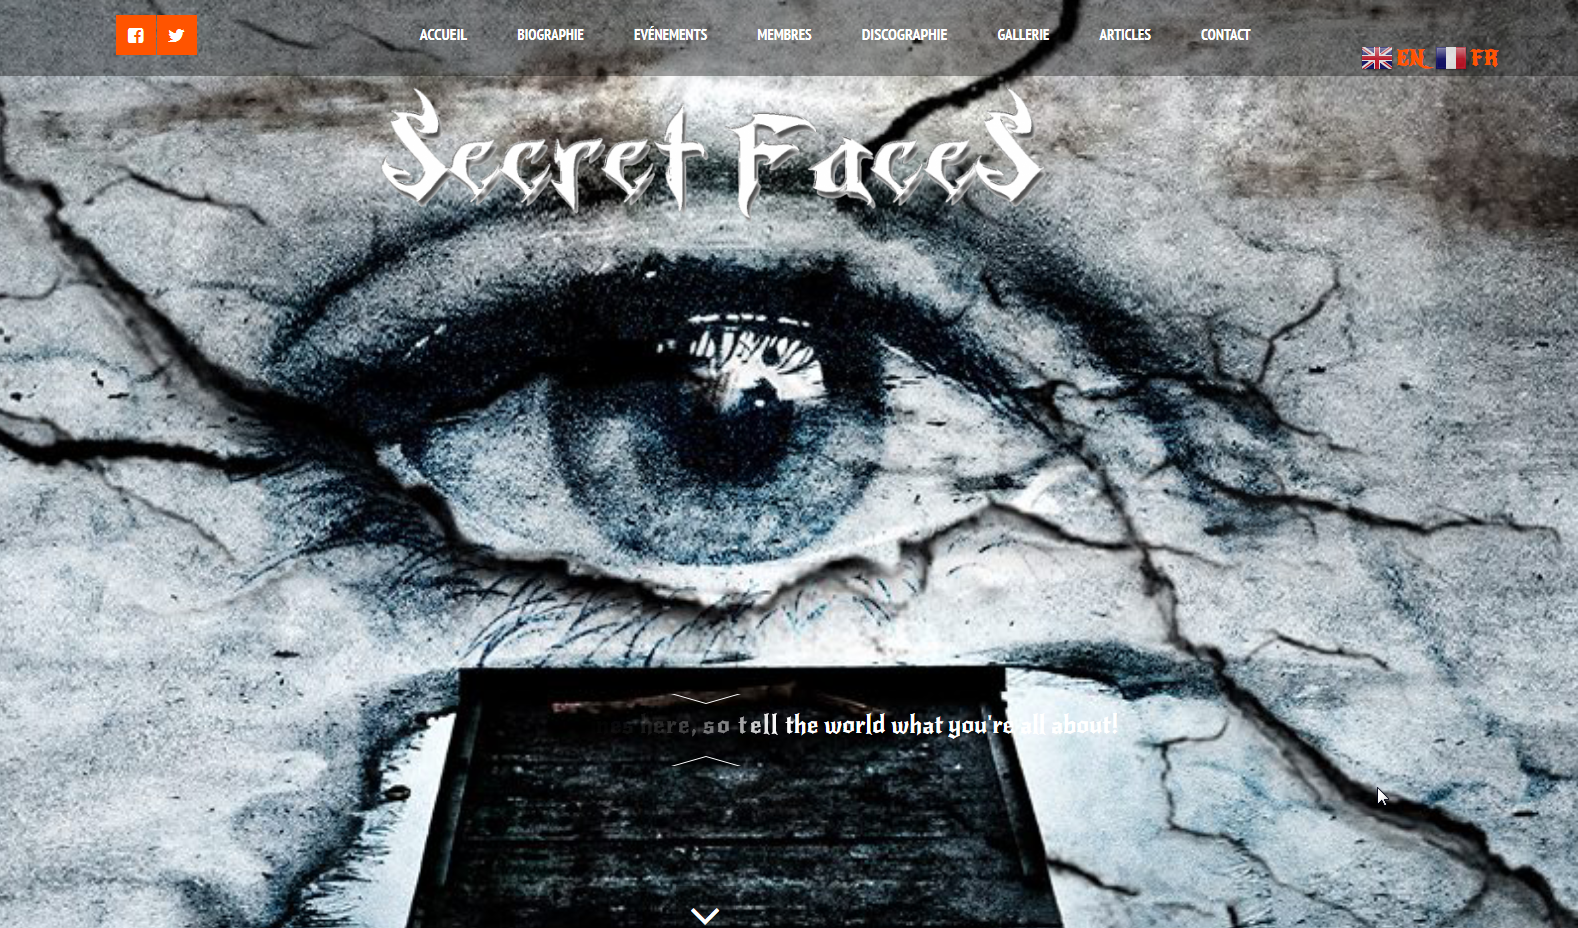 ACCUEIL BIOGRAPHIE EVÉNEMENTS MEMBRES DISCOGRAPHIE GALLERIE ARTICLES CONTACT
EN FR
Secret FaceS
here, so tell the world what you're all about!